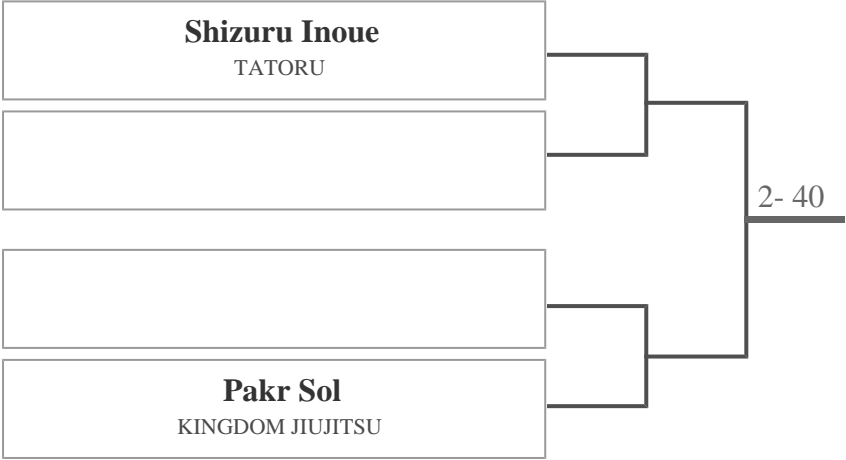 Shizuru Inoue
TATORU
2- 40
Pakr Sol
KINGDOM JIUJITSU